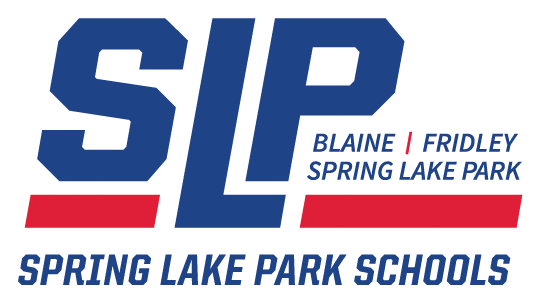 SLP
BLAINE | FRIDLEY
SPRING LAKE PARK
SPRING LAKE PARK SCHOOLS